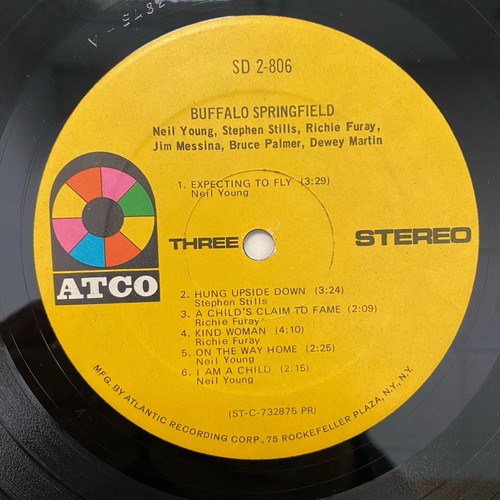 SD 2-806
BUFFALO SPRINGFIELD
Neil Young, Stephen Stills, Richie Furay,
Jim Messina, Bruce Palmer, Dewey Martin
1. EXPECTING TO FLY (3:29)
Neil Young
THREE
STEREO
ATCO
2. HUNG UPSIDE DOWN (3:24)
Stephen Stills
3. A CHILD'S CLAIM TO FAME (2:09)
Richie Furay
4. KIND WOMAN (4:10)
Richie Furay
5. ON THE WAY HOME (2:25)
Neil Young
6. I AM A CHILD (2:15)
Neil Young
(ST-C-732875 PR)
MFG. BY ATLANTIC RECORDING CORP., 75 ROCKEFELLER PLAZA, N.Y., N.Y.